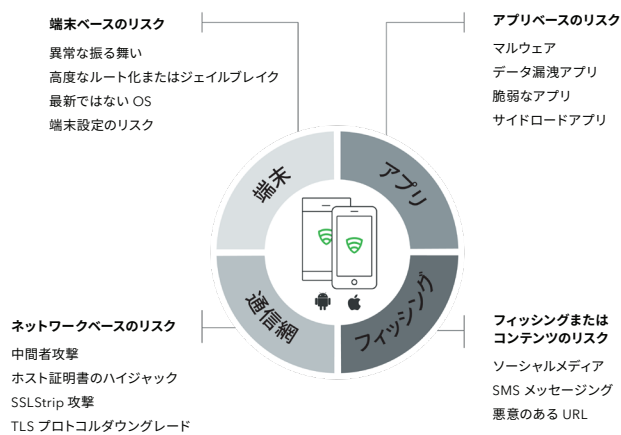 端末ベースのリスク
異常な振る舞い
高度なルート化またはジェイルブレイク
最新ではない OS
端末設定のリスク
アプリベースのリスク
マルウェア
データ漏洩アプリ
脆弱なアプリ
サイドロードアプリ
端末
アプリ
通信網
フィッシング
ネットワークベースのリスク
中間者攻撃
ホスト証明書のハイジャック
SSLStrip 攻撃
TLS プロトコルダウングレード
フィッシングまたは
コンテンツのリスク
ソーシャルメディア
SMS メッセージング
悪意のある URL